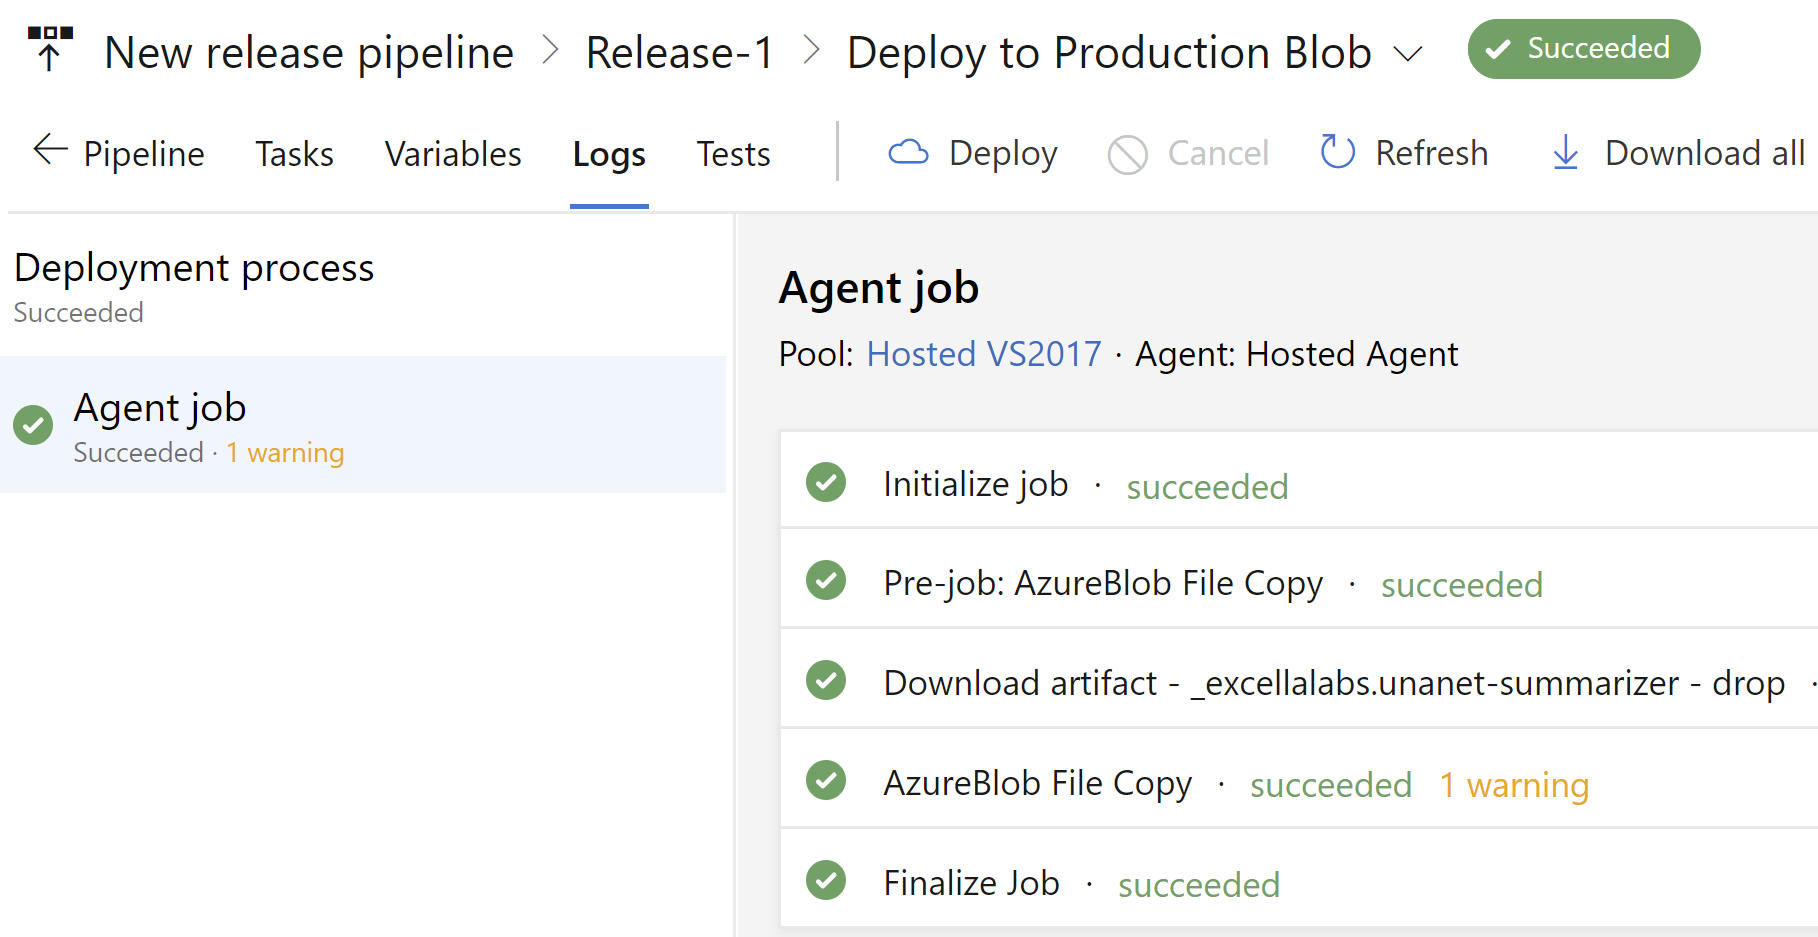 New release pipeline > Release-1 > Deploy to Production Blob Succeeded
Pipeline Tasks Variables Logs Tests Deploy Cancel Refresh Download all
Deployment process
Succeeded
Agent job
Succeeded · 1 warning
Agent job
Pool: Hosted VS2017 · Agent: Hosted Agent
Initialize job · succeeded
Pre-job: AzureBlob File Copy · succeeded
Download artifact - _excellalabs.unanet-summarizer - drop ·
AzureBlob File Copy · succeeded 1 warning
Finalize Job · succeeded